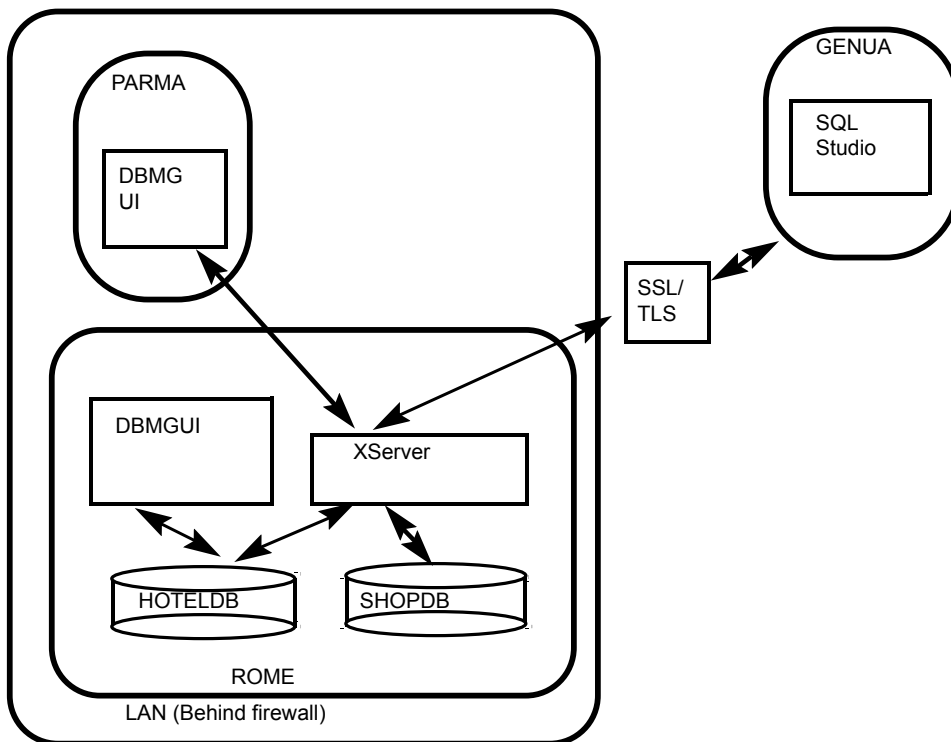 GENUA
PARMA
SQL
Studio
DBMG
UI
SSL/
TLS
DBMGUI
XServer
HOTELDB
SHOPDB
ROME
LAN (Behind firewall)